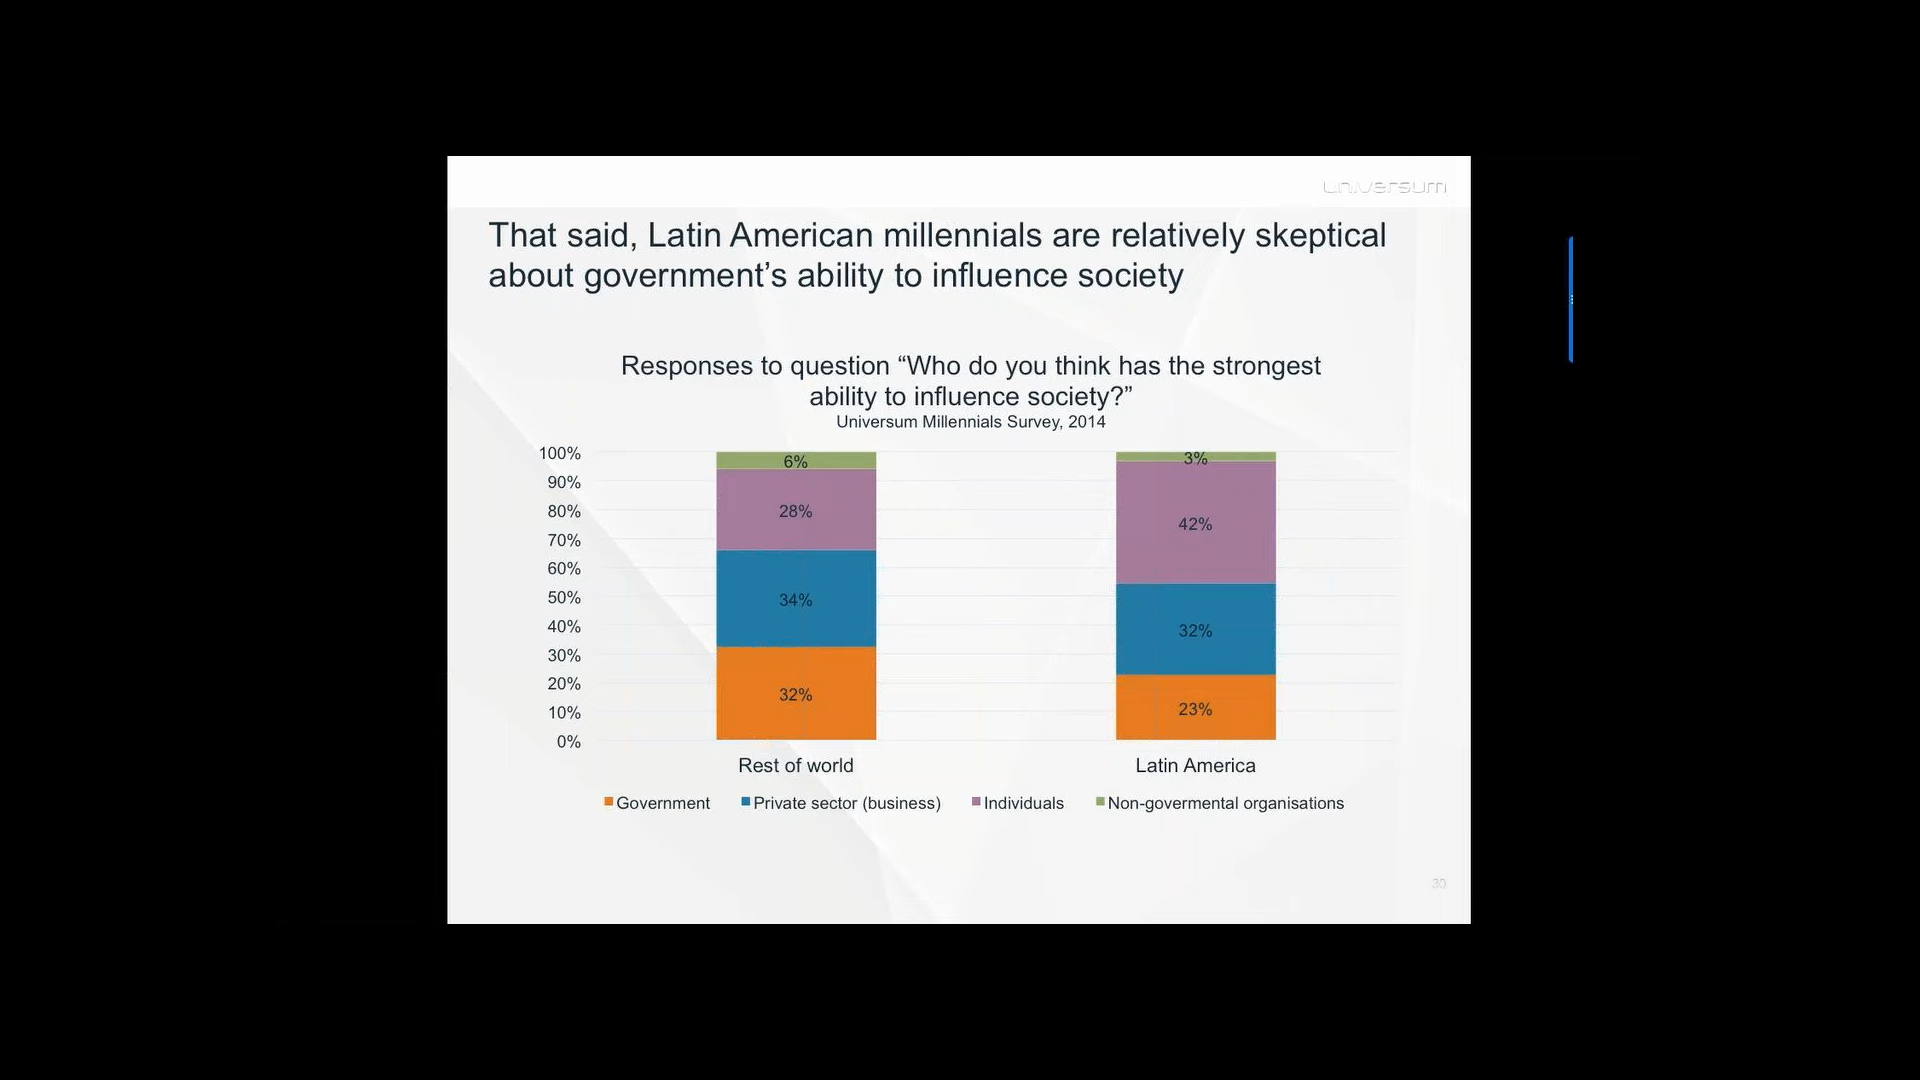 universum
That said, Latin American millennials are relatively skeptical
about government’s ability to influence society
Responses to question “Who do you think has the strongest
ability to influence society?”
Universum Millennials Survey, 2014
100%
90%
80%
70%
60%
50%
40%
30%
20%
10%
0%
6%
28%
34%
32%
3%
42%
32%
23%
Rest of world
Latin America
Government
Private sector (business)
Individuals
Non-govermental organisations
30